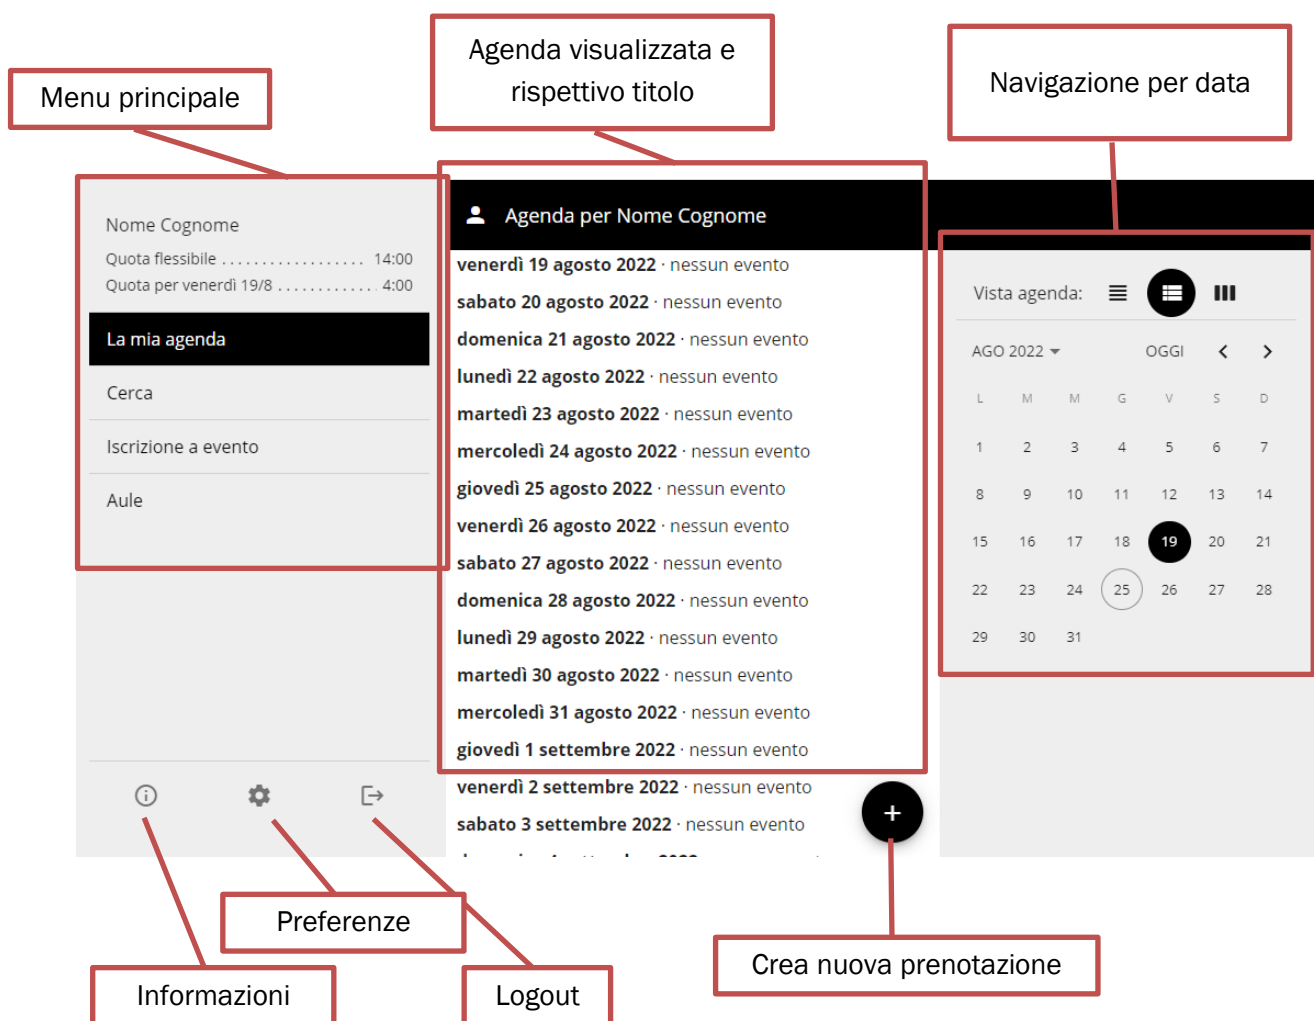 Agenda visualizzata e
rispettivo titolo
Navigazione per data
Menu principale
Nome Cognome
Quota flessibile .................. 14:00
Quota per venerdì 19/8 ............. 4:00
La mia agenda
Cerca
Iscrizione a evento
Aule
Agenda per Nome Cognome
venerdì 19 agosto 2022 · nessun evento
sabato 20 agosto 2022 · nessun evento
domenica 21 agosto 2022 · nessun evento
lunedì 22 agosto 2022 · nessun evento
martedì 23 agosto 2022 · nessun evento
mercoledì 24 agosto 2022 · nessun evento
giovedì 25 agosto 2022 · nessun evento
venerdì 26 agosto 2022 · nessun evento
sabato 27 agosto 2022 · nessun evento
domenica 28 agosto 2022 · nessun evento
lunedì 29 agosto 2022 · nessun evento
martedì 30 agosto 2022 · nessun evento
mercoledì 31 agosto 2022 · nessun evento
giovedì 1 settembre 2022 · nessun evento
venerdì 2 settembre 2022 · nessun evento
sabato 3 settembre 2022 · nessun evento
Vista agenda:
AGO 2022 OGGI
L M M G V S D
1 2 3 4 5 6 7
8 9 10 11 12 13 14
15 16 17 18 19 20 21
22 23 24 25 26 27 28
29 30 31
Preferenze
Crea nuova prenotazione
Informazioni
Logout